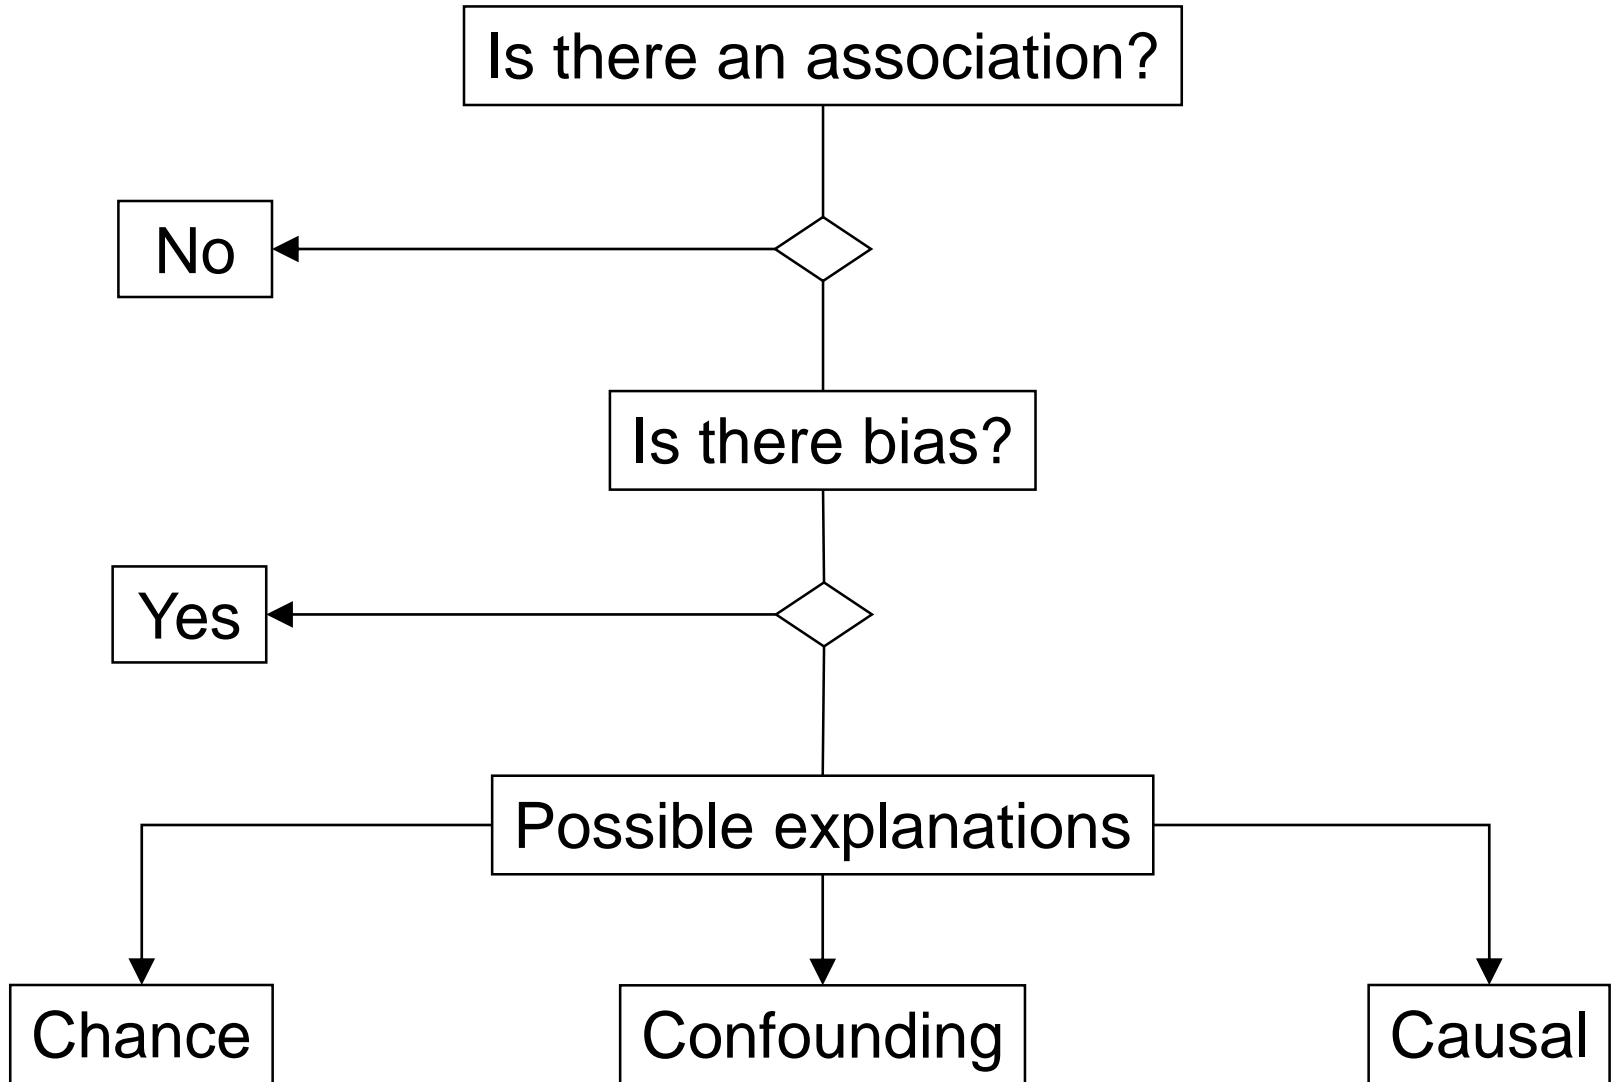 Is there an association?
No
Is there bias?
Yes
Possible explanations
Chance
Confounding
Causal